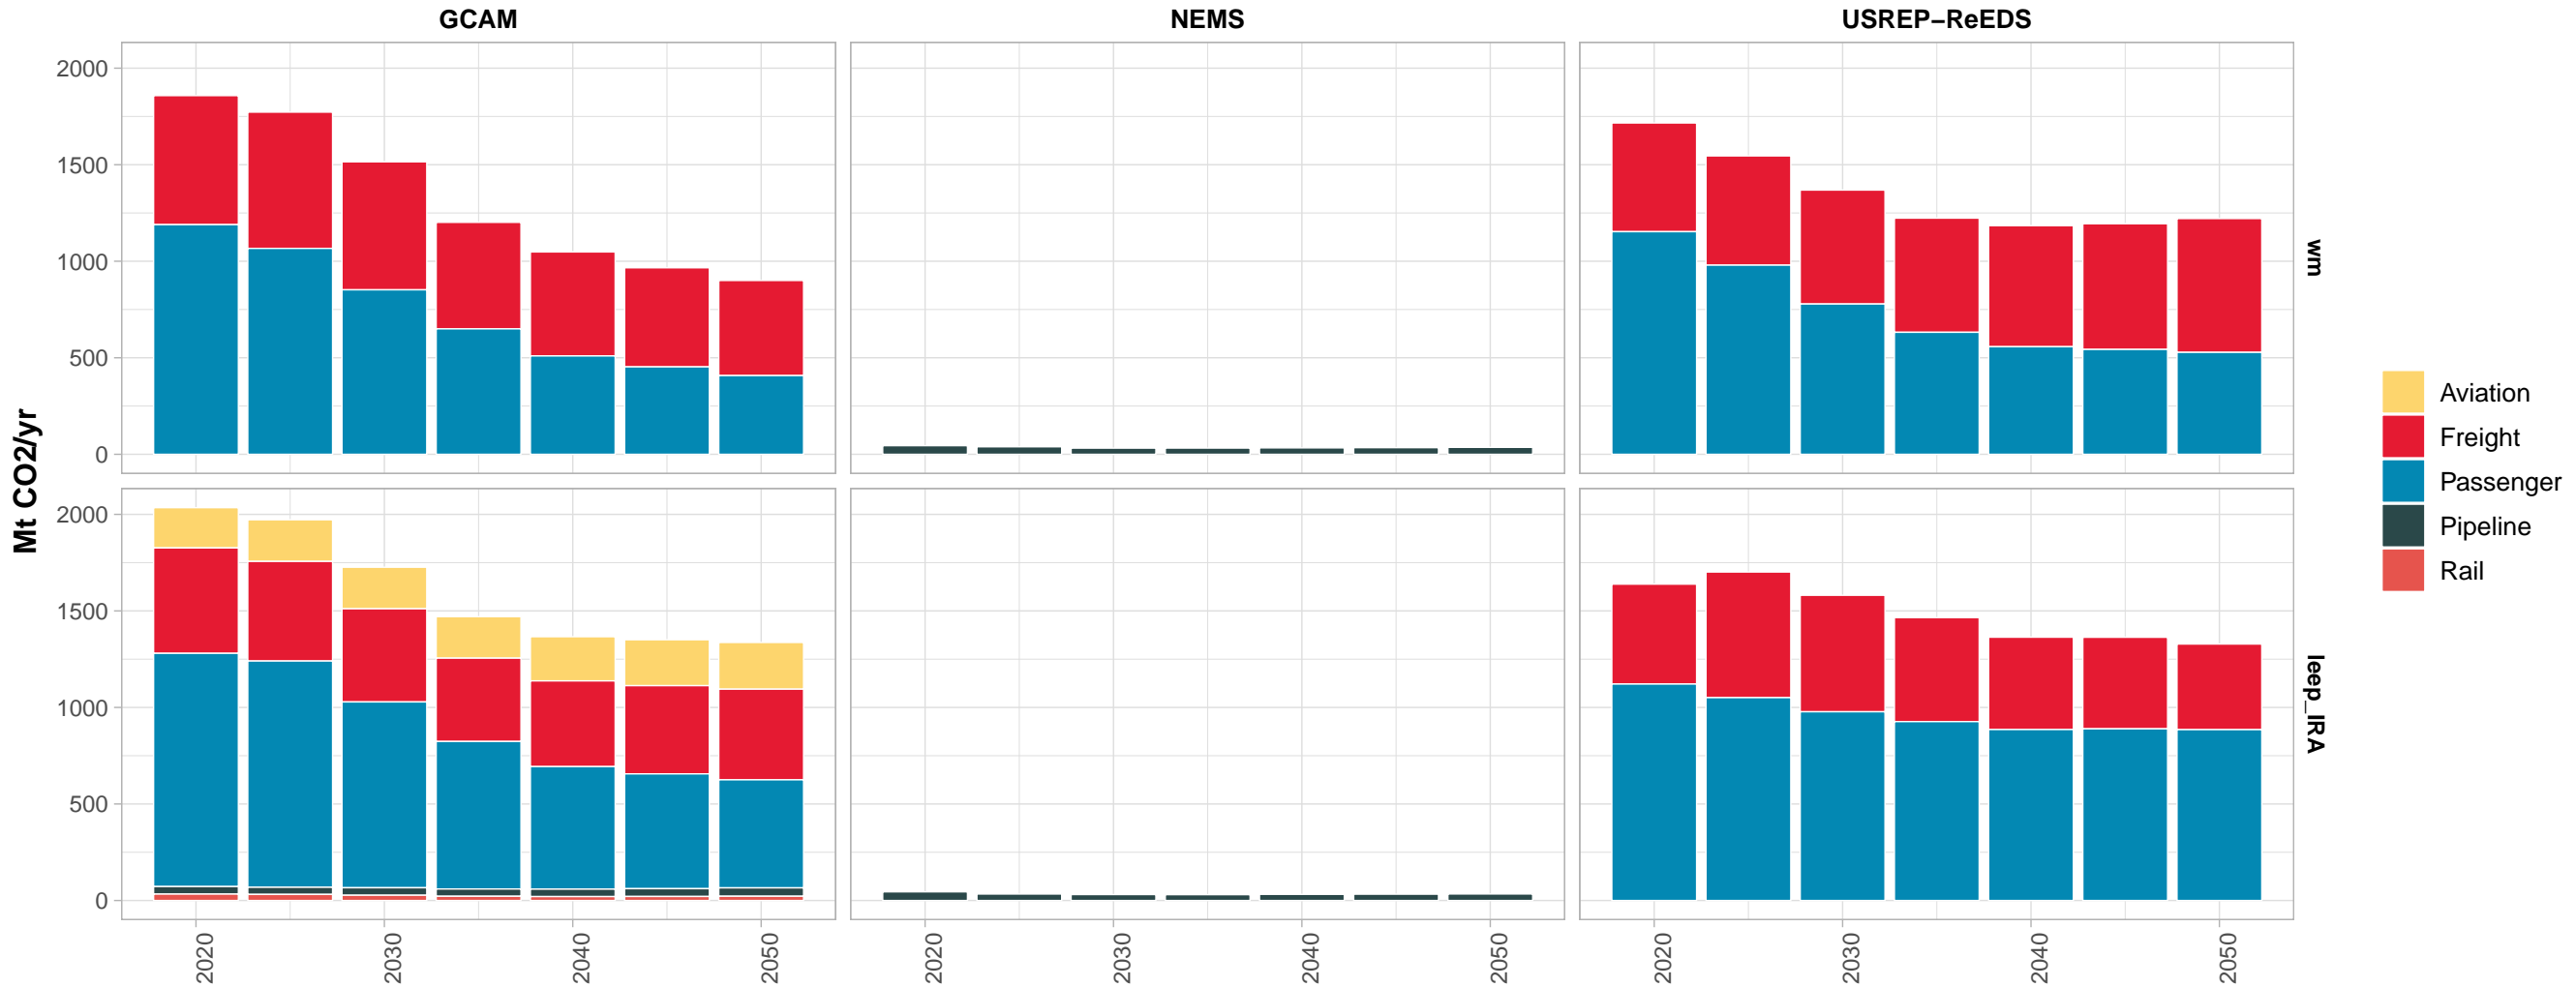 GCAM NEMS USREP−ReEDS
Mt CO2/yr
2000
1500
1000
500
0
wm
2000
1500
1000
500
0
leep_IRA
2020 2030 2040 2050 2020 2030 2040 2050 2020 2030 2040 2050
Aviation
Freight
Passenger
Pipeline
Rail